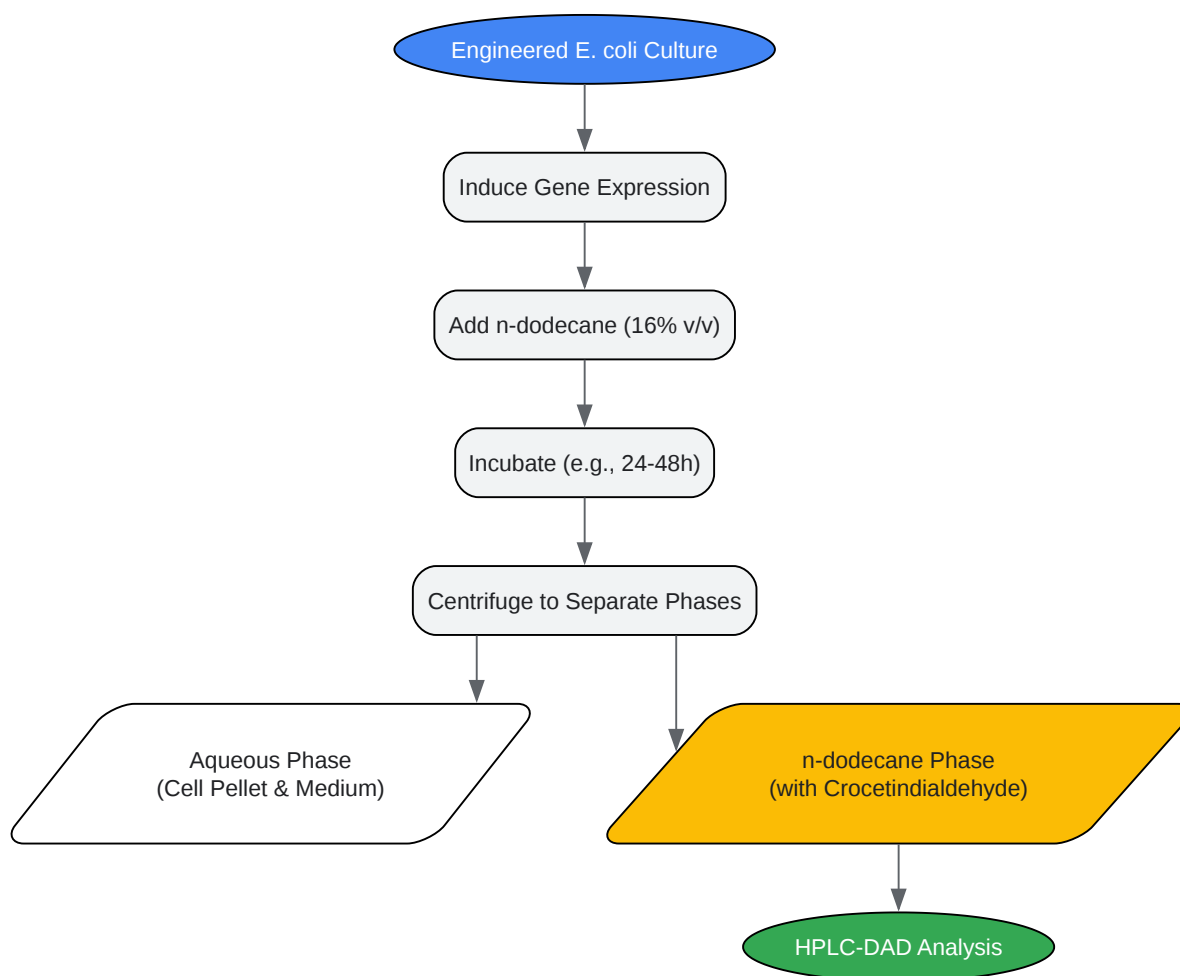 Engineered E. coli Culture
Induce Gene Expression
Add n-dodecane (16% v/v)
Incubate (e.g., 24-48h)
Centrifuge to Separate Phases
Aqueous Phase
(Cell Pellet & Medium)
n-dodecane Phase
(with Crocetindialdehyde)
HPLC-DAD Analysis